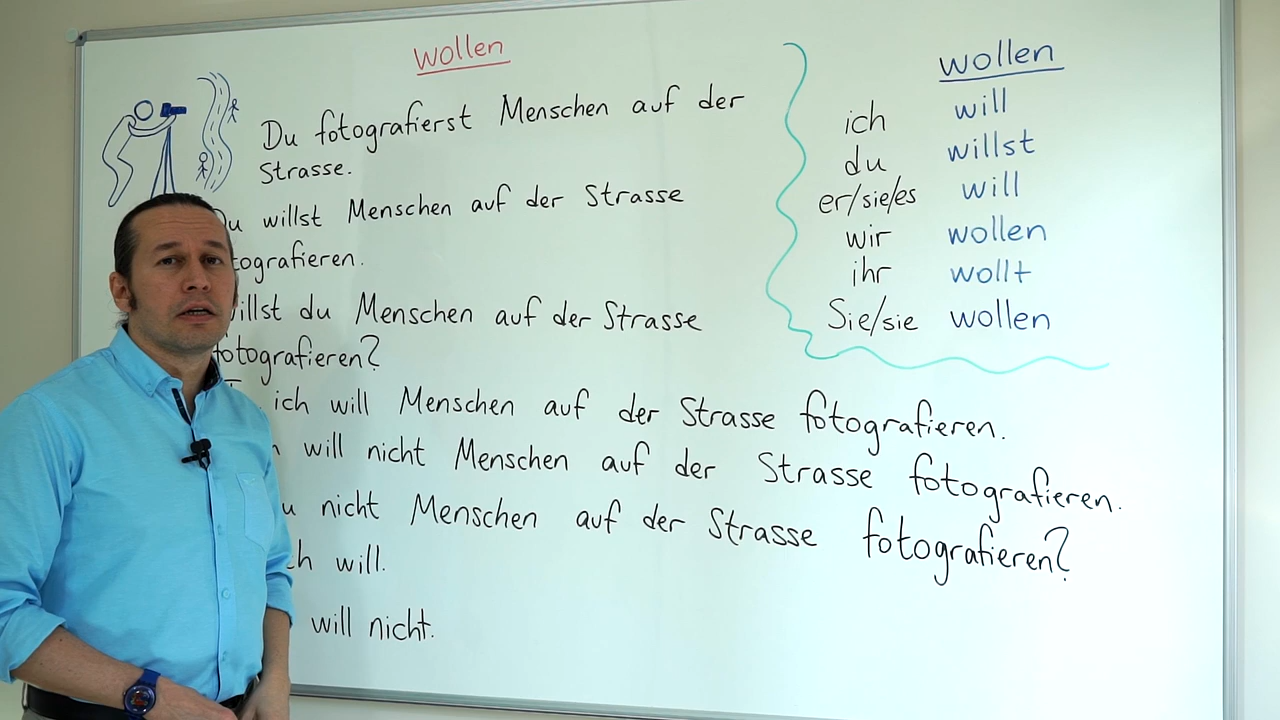 wollen
Du fotografierst Menschen auf der
Strasse.
willst Menschen auf der Strasse
du Menschen auf der Strasse
fotografieren?
ich will Menschen auf der Strasse fotografieren.
will nicht Menschen auf der Strasse fotografieren.
nicht Menschen auf der Strasse fotografieren?
will.
will nicht.
wollen
ich will
du willst
er/sie/es will
wir wollen
ihr wollt
Sie/sie wollen